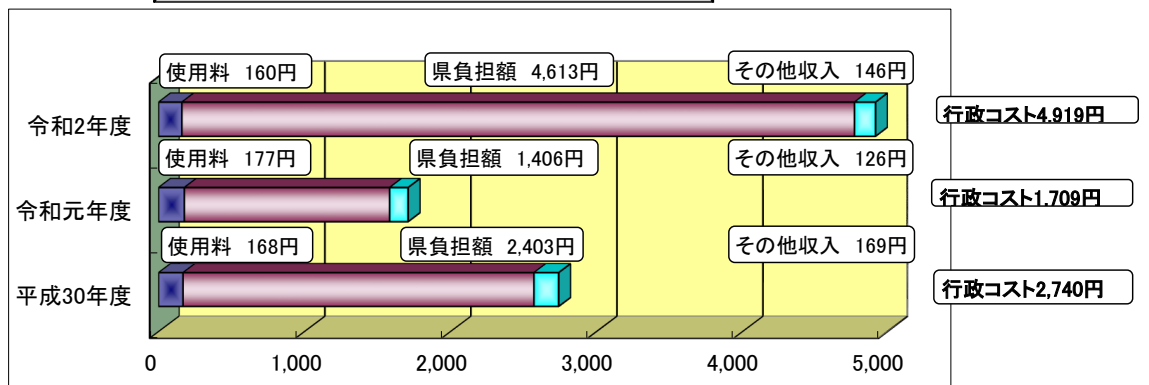 使用料 160円 県負担額 4,613円 その他収入 146円
令和2年度 行政コスト4,919円
使用料 177円 県負担額 1,406円 その他収入 126円
令和元年度 行政コスト1,709円
使用料 168円 県負担額 2,403円 その他収入 169円
平成30年度 行政コスト2,740円
0 1,000 2,000 3,000 4,000 5,000